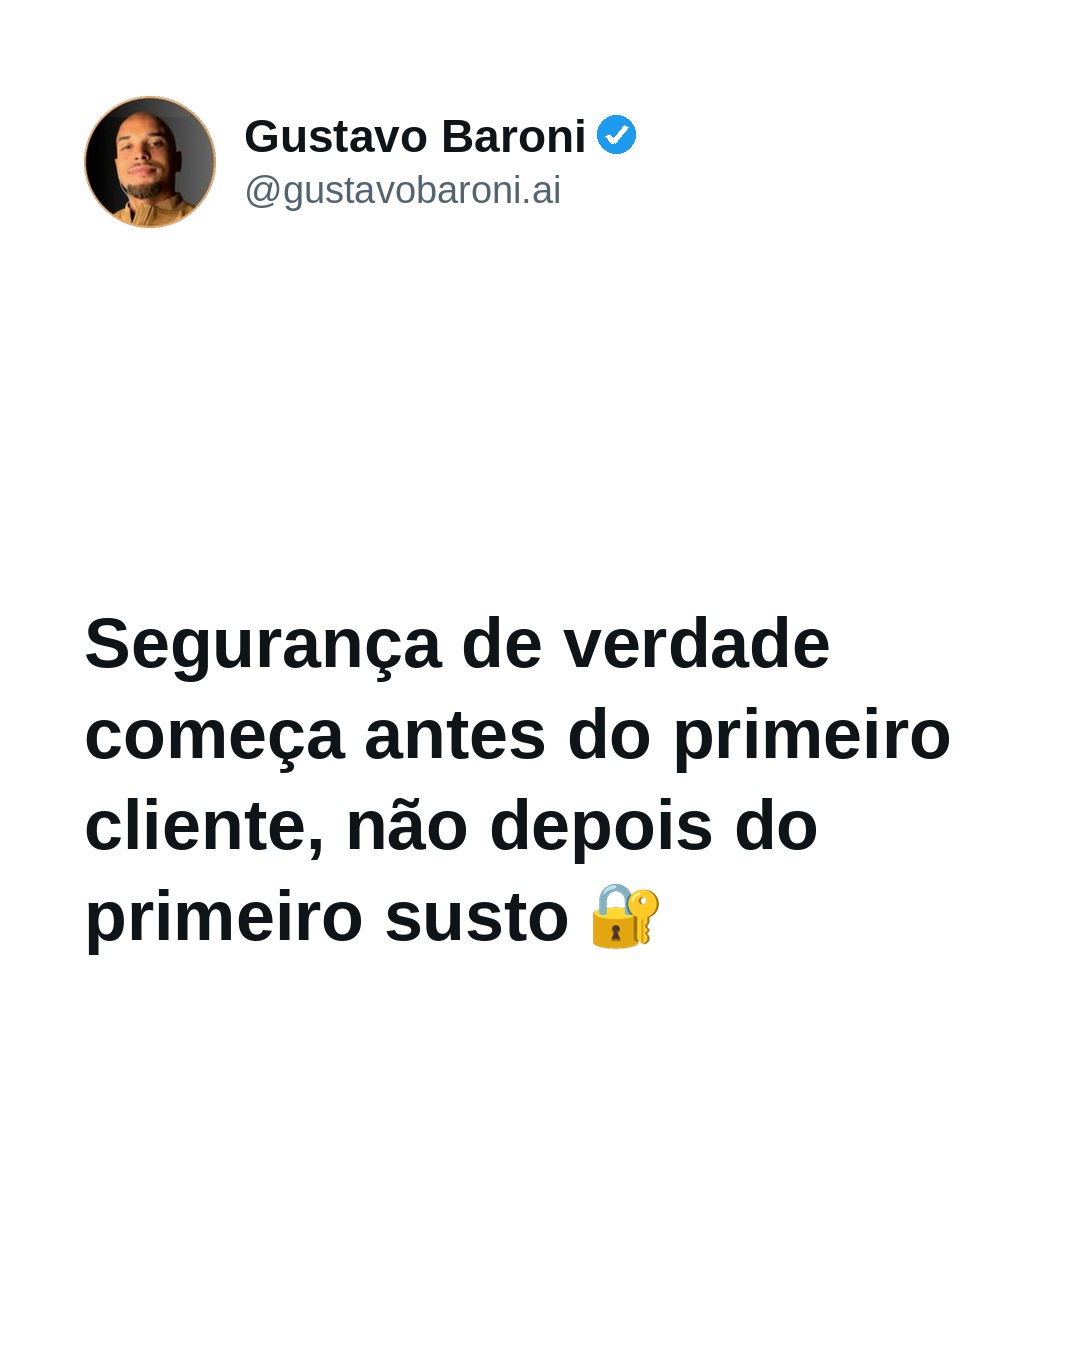 Gustavo Baroni
@gustavobaroni.ai
Segurança de verdade
começa antes do primeiro
cliente, não depois do
primeiro susto 🔐